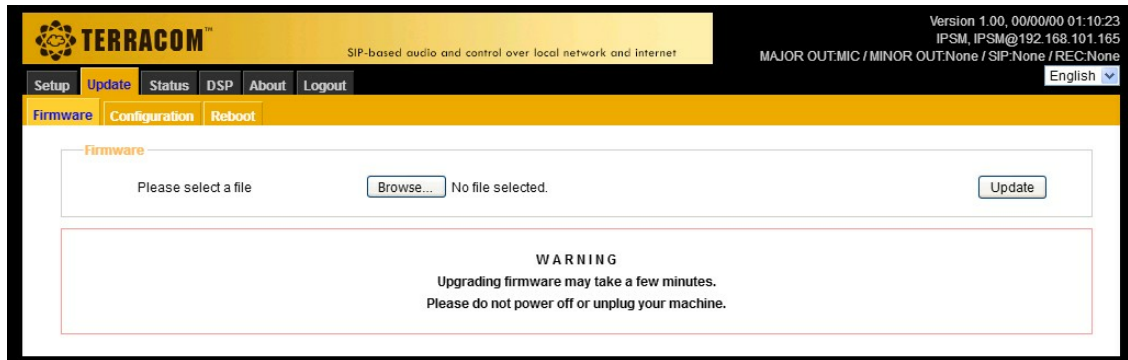 TERRACOM™
SIP-based audio and control over local network and internet
Version 1.00, 00/00/00 01:10:23
IPSM, IPSM@192.168.101.165
MAJOR OUT:MIC / MINOR OUT:None / SIP:None / REC:None
English
Setup Update Status DSP About Logout
Firmware Configuration Reboot
Firmware
Please select a file Browse... No file selected. Update
WARNING
Upgrading firmware may take a few minutes.
Please do not power off or unplug your machine.